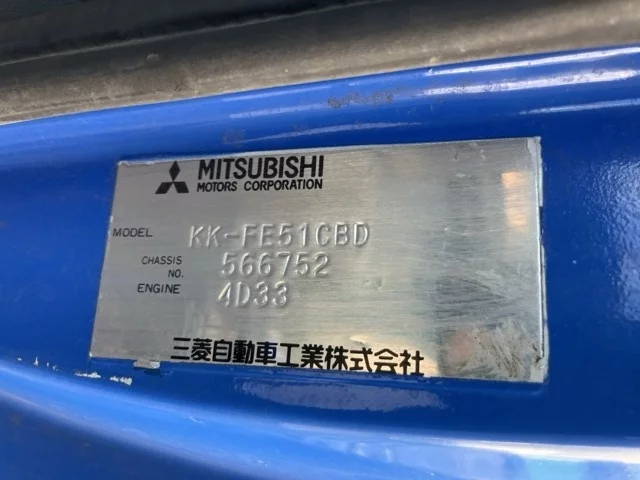 MITSUBISHI
MOTORS CORPORATION
MODEL KK-FE51CBD
CHASSIS NO. 566752
ENGINE 4D33
三菱自動車工業株式会社